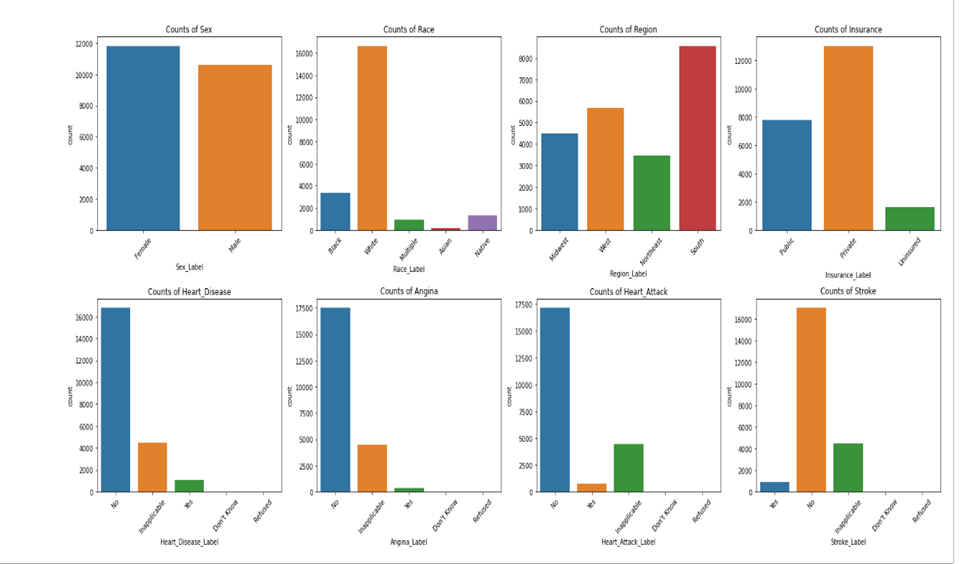 Counts of Sex
12000
10000
8000
6000
4000
2000
0
count
Female
Male
Sex_Label
Counts of Race
16000
14000
12000
10000
8000
6000
4000
2000
0
count
Black
White
Multiple
Asian
Native
Race_Label
Counts of Region
8000
7000
6000
5000
4000
3000
2000
1000
0
count
Midwest
West
Northeast
South
Region_Label
Counts of Insurance
12000
10000
8000
6000
4000
2000
0
count
Public
Private
Uninsured
Insurance_Label
Counts of Heart_Disease
16000
14000
12000
10000
8000
6000
4000
2000
0
count
No
Inapplicable
Yes
Don't Know
Refused
Heart_Disease_Label
Counts of Angina
17500
15000
12500
10000
7500
5000
2500
0
count
No
Inapplicable
Yes
Don't Know
Refused
Angina_Label
Counts of Heart_Attack
17500
15000
12500
10000
7500
5000
2500
0
count
No
Yes
Inapplicable
Don't Know
Refused
Heart_Attack_Label
Counts of Stroke
16000
14000
12000
10000
8000
6000
4000
2000
0
count
Yes
No
Inapplicable
Don't Know
Refused
Stroke_Label